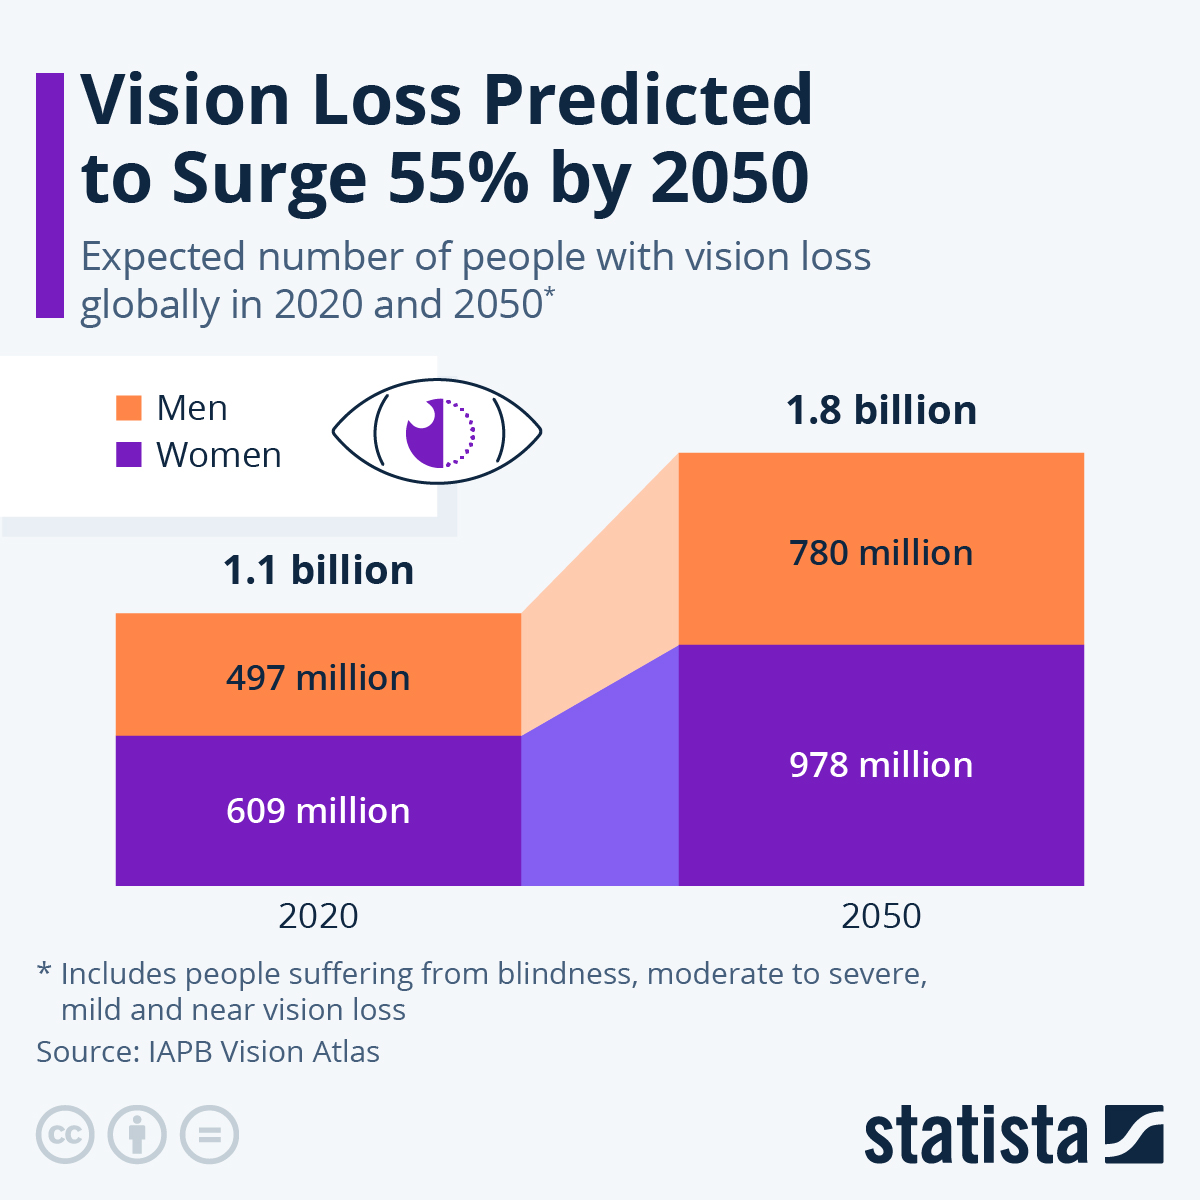 Vision Loss Predicted
to Surge 55% by 2050
Expected number of people with vision loss
globally in 2020 and 2050*
Men
Women
1.1 billion
497 million
609 million
2020
1.8 billion
780 million
978 million
2050
* Includes people suffering from blindness, moderate to severe,
mild and near vision loss
Source: IAPB Vision Atlas
cc
statista